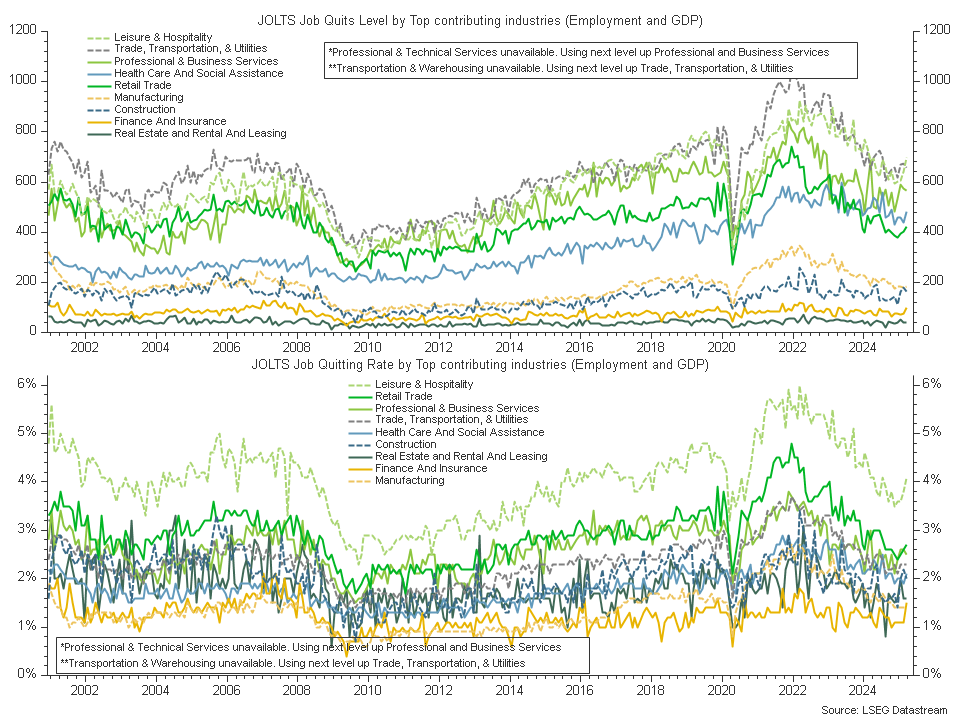 JOLTS Job Quits Level by Top contributing industries (Employment and GDP)
1200
1200
Leisure & Hospitality
Trade, Transportation, & Utilities
Professional & Business Services
Health Care And Social Assistance
Retail Trade
Manufacturing
Construction
Finance And Insurance
Real Estate and Rental And Leasing
*Professional & Technical Services unavailable. Using next level up Professional and Business Services
**Transportation & Warehousing unavailable. Using next level up Trade, Transportation, & Utilities
1000
1000
800
800
600
600
400
400
200
200
0
0
2002 2004 2006 2008 2010 2012 2014 2016 2018 2020 2022 2024
JOLTS Job Quitting Rate by Top contributing industries (Employment and GDP)
6%
6%
Leisure & Hospitality
Retail Trade
Professional & Business Services
Trade, Transportation, & Utilities
Health Care And Social Assistance
Construction
Real Estate and Rental And Leasing
Finance And Insurance
Manufacturing
5%
5%
4%
4%
3%
3%
2%
2%
1%
1%
*Professional & Technical Services unavailable. Using next level up Professional and Business Services
**Transportation & Warehousing unavailable. Using next level up Trade, Transportation, & Utilities
0%
0%
2002 2004 2006 2008 2010 2012 2014 2016 2018 2020 2022 2024
Source: LSEG Datastream